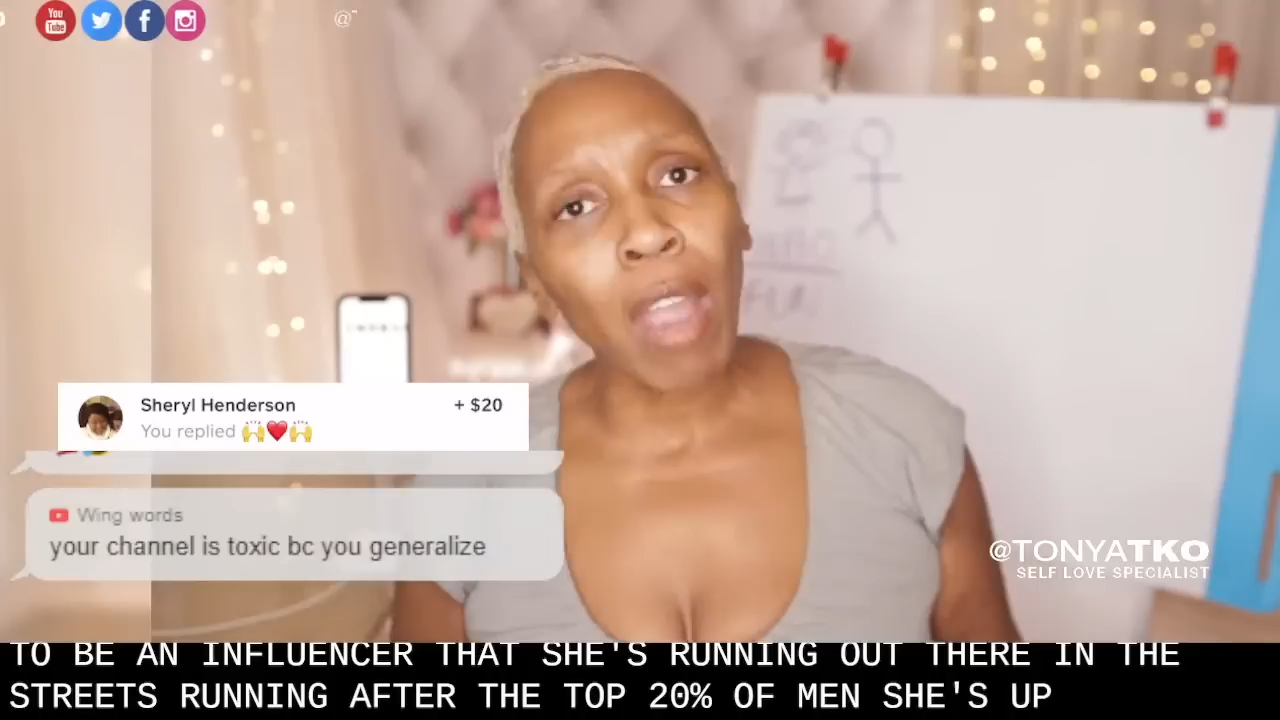 You
Tube
@
Sheryl Henderson + $20
You replied 🙌❤️🙌
Wing words
your channel is toxic bc you generalize
@TONYATKO
SELF LOVE SPECIALIST
TO BE AN INFLUENCER THAT SHE'S RUNNING OUT THERE IN THE
STREETS RUNNING AFTER THE TOP 20% OF MEN SHE'S UP